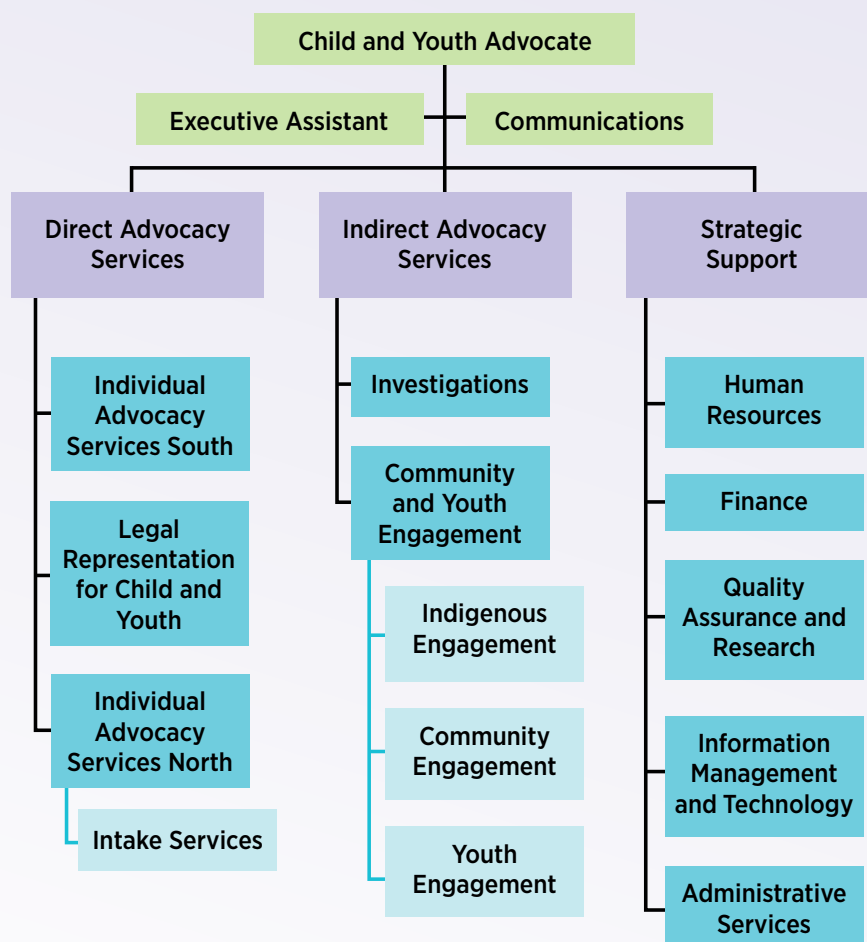 Child and Youth Advocate
Executive Assistant
Communications
Direct Advocacy
Services
Individual
Advocacy
Services South
Legal
Representation
for Child and
Youth
Individual
Advocacy
Services North
Intake Services
Indirect Advocacy
Services
Investigations
Community
and Youth
Engagement
Indigenous
Engagement
Community
Engagement
Youth
Engagement
Strategic
Support
Human
Resources
Finance
Quality
Assurance and
Research
Information
Management
and Technology
Administrative
Services